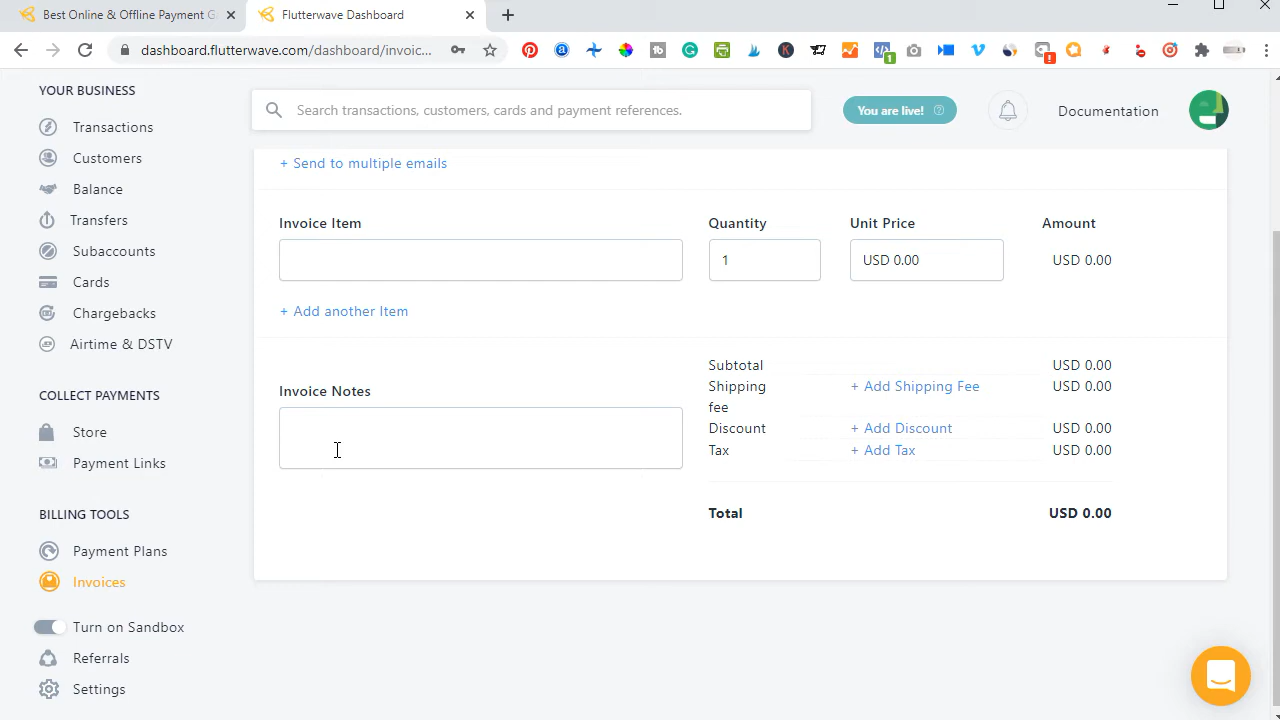 Best Online & Offline Payment G
Flutterwave Dashboard
dashboard.flutterwave.com/dashboard/invoic...
YOUR BUSINESS
Search transactions, customers, cards and payment references.
You are live!
Documentation
Transactions
Customers
Balance
Transfers
Subaccounts
Cards
Chargebacks
Airtime & DSTV
COLLECT PAYMENTS
Store
Payment Links
BILLING TOOLS
Payment Plans
Invoices
Turn on Sandbox
Referrals
Settings
+ Send to multiple emails
Invoice Item
Quantity
Unit Price
Amount
1
USD 0.00
USD 0.00
+ Add another Item
Invoice Notes
Subtotal
USD 0.00
Shipping
fee
+ Add Shipping Fee
USD 0.00
Discount
+ Add Discount
USD 0.00
Tax
+ Add Tax
USD 0.00
Total
USD 0.00